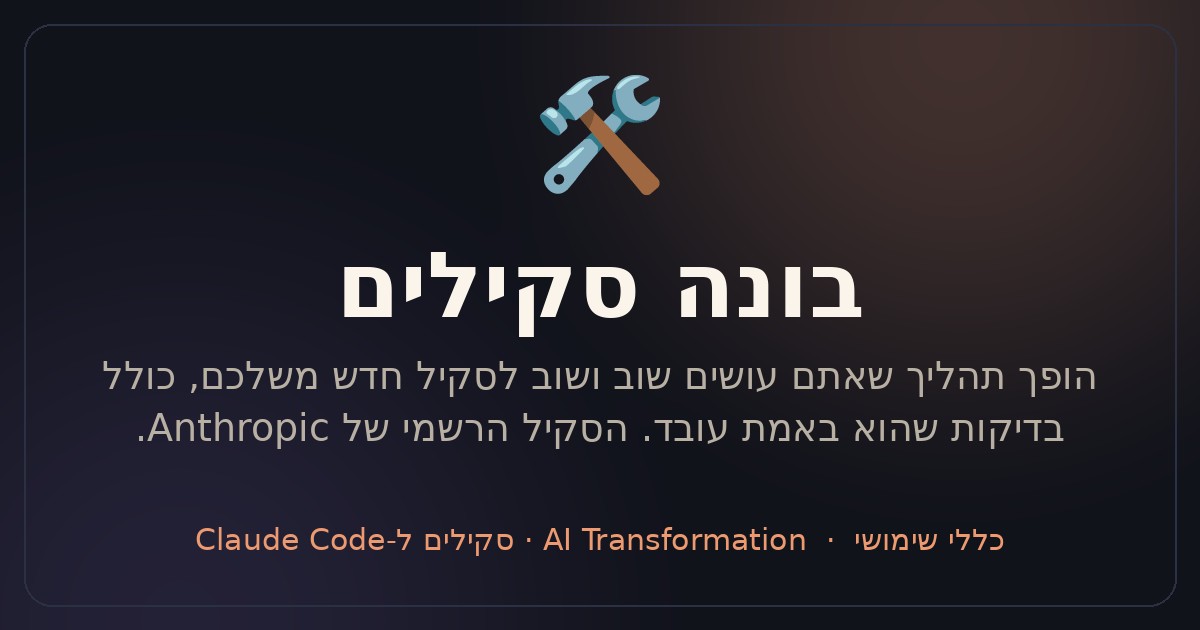 בונה סקילים
הופך תהליך שאתם עושים שוב ושוב לסקיל חדש משלכם, כולל
בדיקות שהוא באמת עובד. הסקיל הרשמי של Anthropic.
כללי שימושי · AI Transformation · סקילים ל-Claude Code